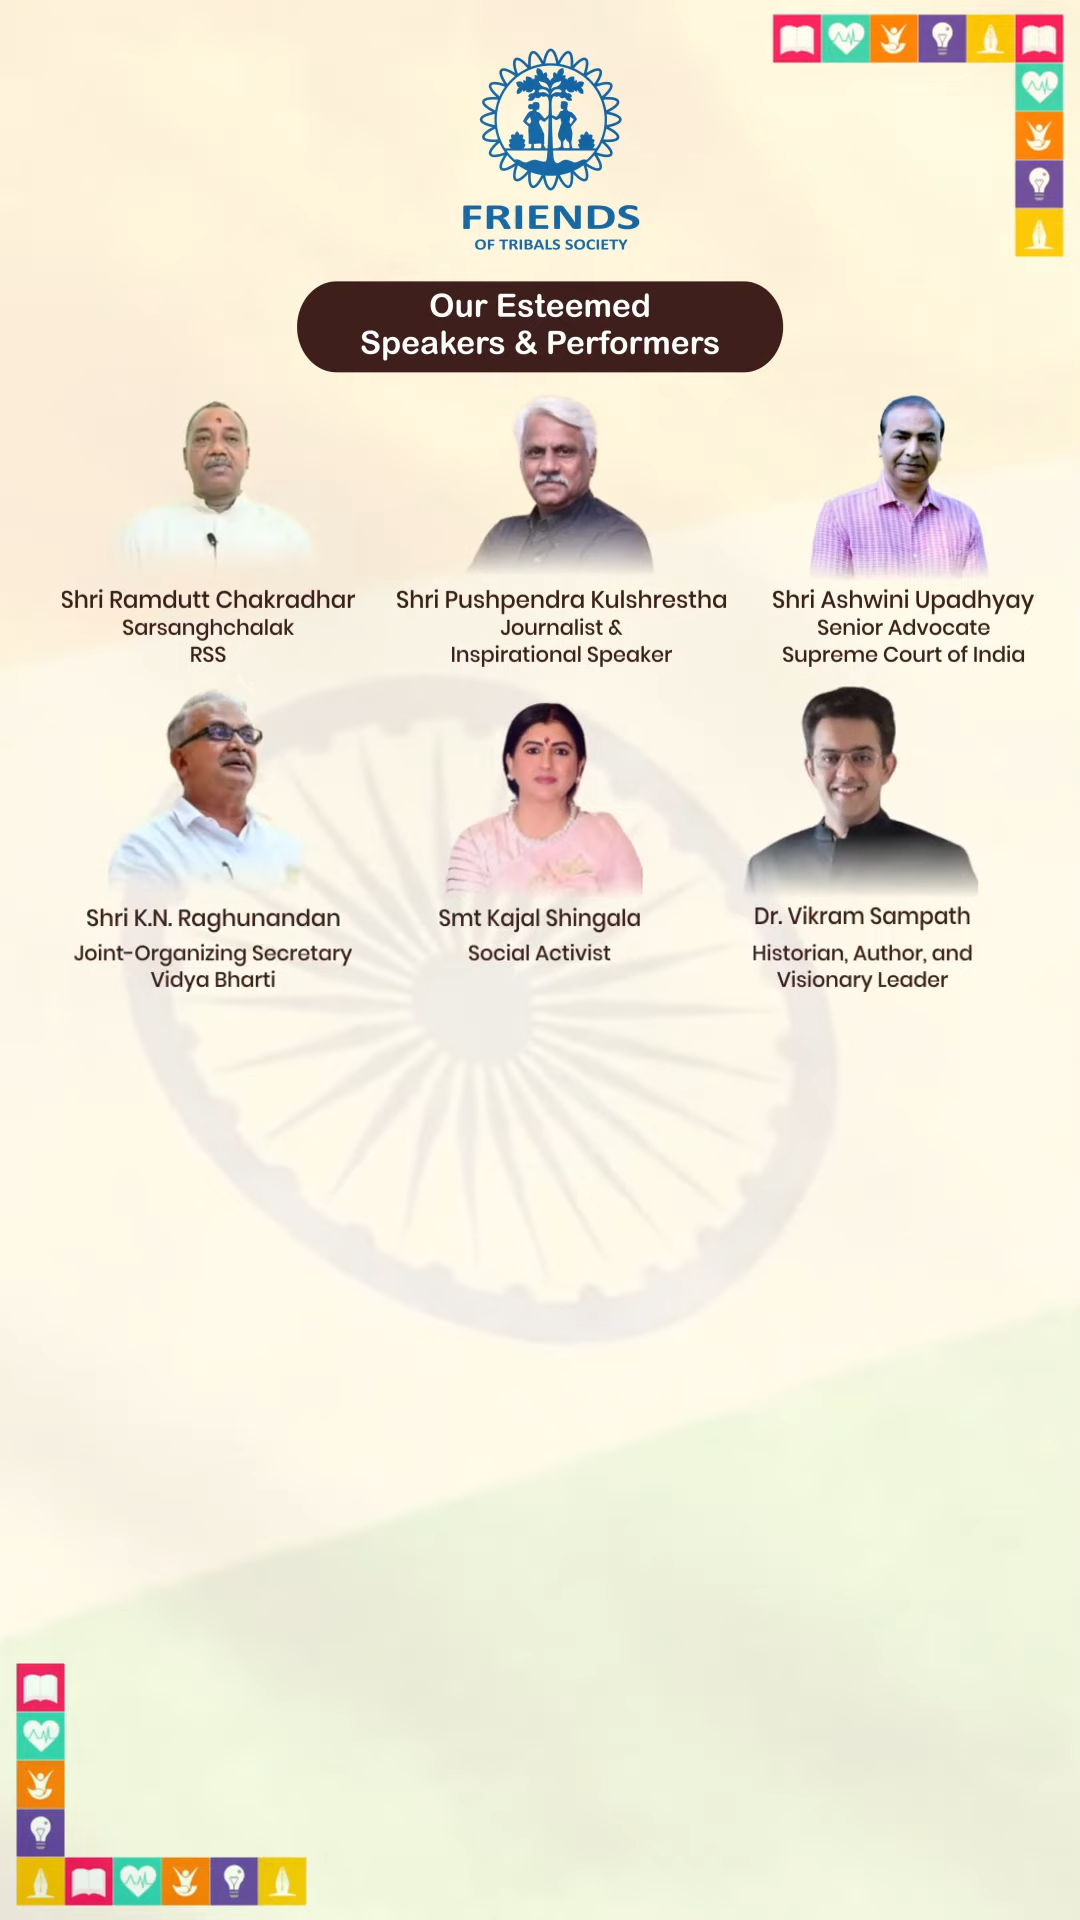 FRIENDS
OF TRIBALS SOCIETY
Our Esteemed
Speakers & Performers
Shri Ramdutt Chakradhar
Sarsanghchalak
RSS
Shri Pushpendra Kulshrestha
Journalist &
Inspirational Speaker
Shri Ashwini Upadhyay
Senior Advocate
Supreme Court of India
Shri K.N. Raghunandan
Joint-Organizing Secretary
Vidya Bharti
Smt Kajal Shingala
Social Activist
Dr. Vikram Sampath
Historian, Author, and
Visionary Leader